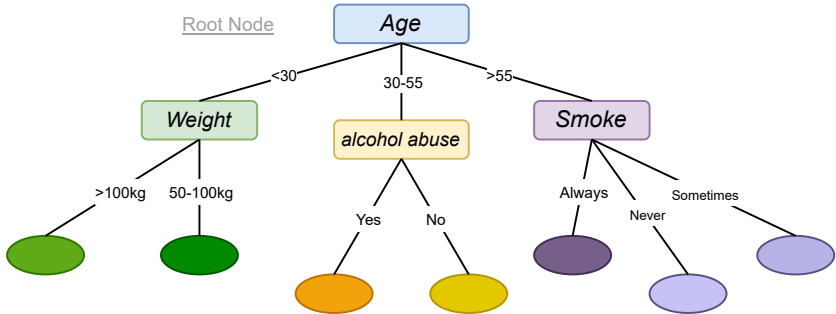 Root Node
Age
<30
30-55
>55
Weight
alcohol abuse
Smoke
>100kg
50-100kg
Yes
No
Always
Never
Sometimes